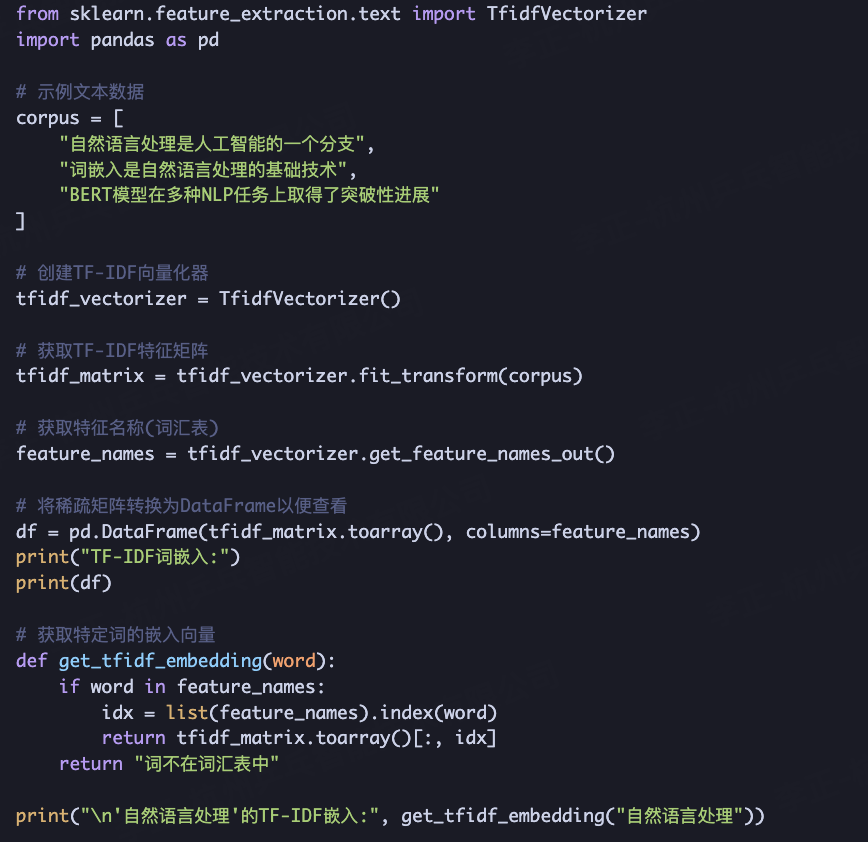 from sklearn.feature_extraction.text import TfidfVectorizer
import pandas as pd

# 示例文本数据
corpus = [
    "自然语言处理是人工智能的一个分支",
    "词嵌入是自然语言处理的基础技术",
    "BERT模型在多种NLP任务上取得了突破性进展"
]

# 创建TF-IDF向量化器
tfidf_vectorizer = TfidfVectorizer()

# 获取TF-IDF特征矩阵
tfidf_matrix = tfidf_vectorizer.fit_transform(corpus)

# 获取特征名称(词汇表)
feature_names = tfidf_vectorizer.get_feature_names_out()

# 将稀疏矩阵转换为DataFrame以便查看
df = pd.DataFrame(tfidf_matrix.toarray(), columns=feature_names)
print("TF-IDF词嵌入:")
print(df)

# 获取特定词的嵌入向量
def get_tfidf_embedding(word):
    if word in feature_names:
        idx = list(feature_names).index(word)
        return tfidf_matrix.toarray()[:, idx]
    return "词不在词汇表中"

print("\n'自然语言处理'的TF-IDF嵌入:", get_tfidf_embedding("自然语言处理"))